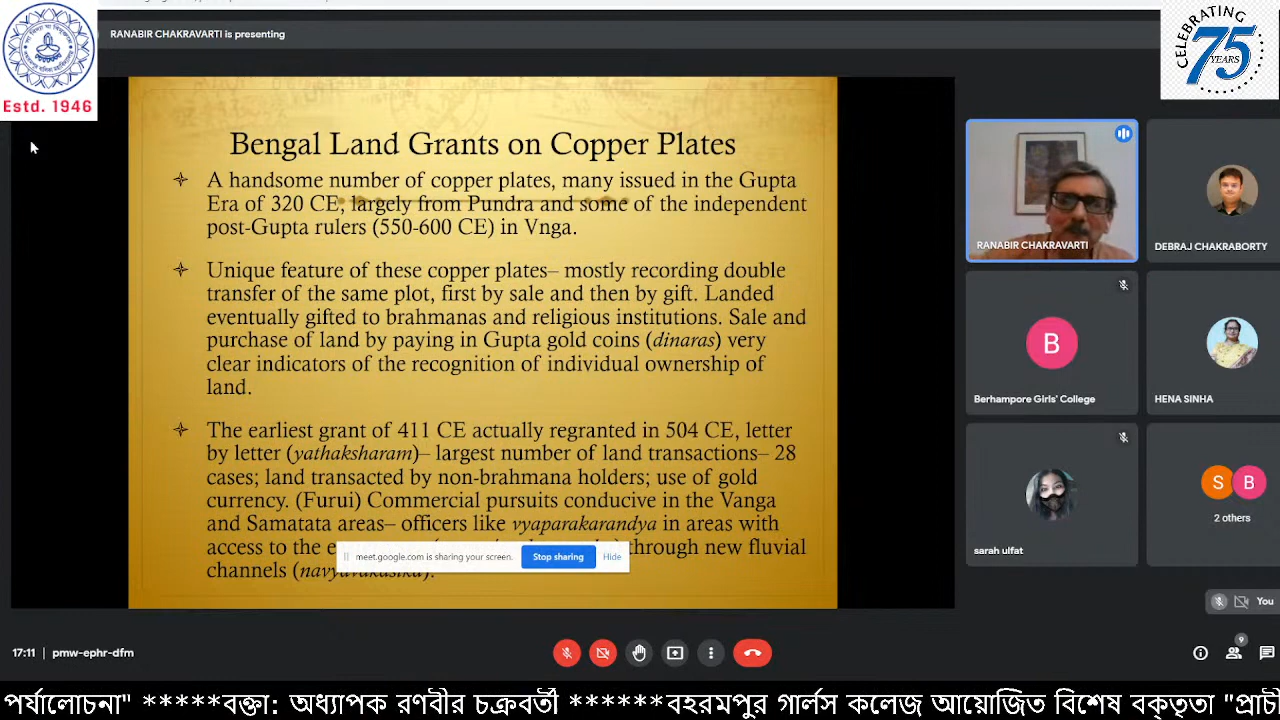 RANABIR CHAKRAVARTI is presenting
Estd. 1946
CELEBRATING
75
YEARS
Bengal Land Grants on Copper Plates
A handsome number of copper plates, many issued in the Gupta
Era of 320 CE, largely from Pundra and some of the independent
post-Gupta rulers (550-600 CE) in Vnga.
Unique feature of these copper plates– mostly recording double
transfer of the same plot, first by sale and then by gift. Landed
eventually gifted to brahmanas and religious institutions. Sale and
purchase of land by paying in Gupta gold coins (dinaras) very
clear indicators of the recognition of individual ownership of
land.
The earliest grant of 411 CE actually regranted in 504 CE, letter
by letter (yathaksharam)– largest number of land transactions– 28
cases; land transacted by non-brahmana holders; use of gold
currency. (Furui) Commercial pursuits conducive in the Vanga
and Samatata areas– officers like vyaparakarandya in areas with
access to the through new fluvial
channels
meet.google.com is sharing your screen.
Stop sharing
Hide
RANABIR CHAKRAVARTI
DEBRAJ CHAKRABORTY
B
Berhampore Girls' College
HENA SINHA
sarah ulfat
S
B
2 others
You
17:11 | pmw-ephr-dfm
9
পর্যালোচনা" *****বক্তা: অধ্যাপক রণবীর চক্রবর্তী ******বহরমপুর গার্লস কলেজ আয়োজিত বিশেষ বক্তৃতা "প্রাচী